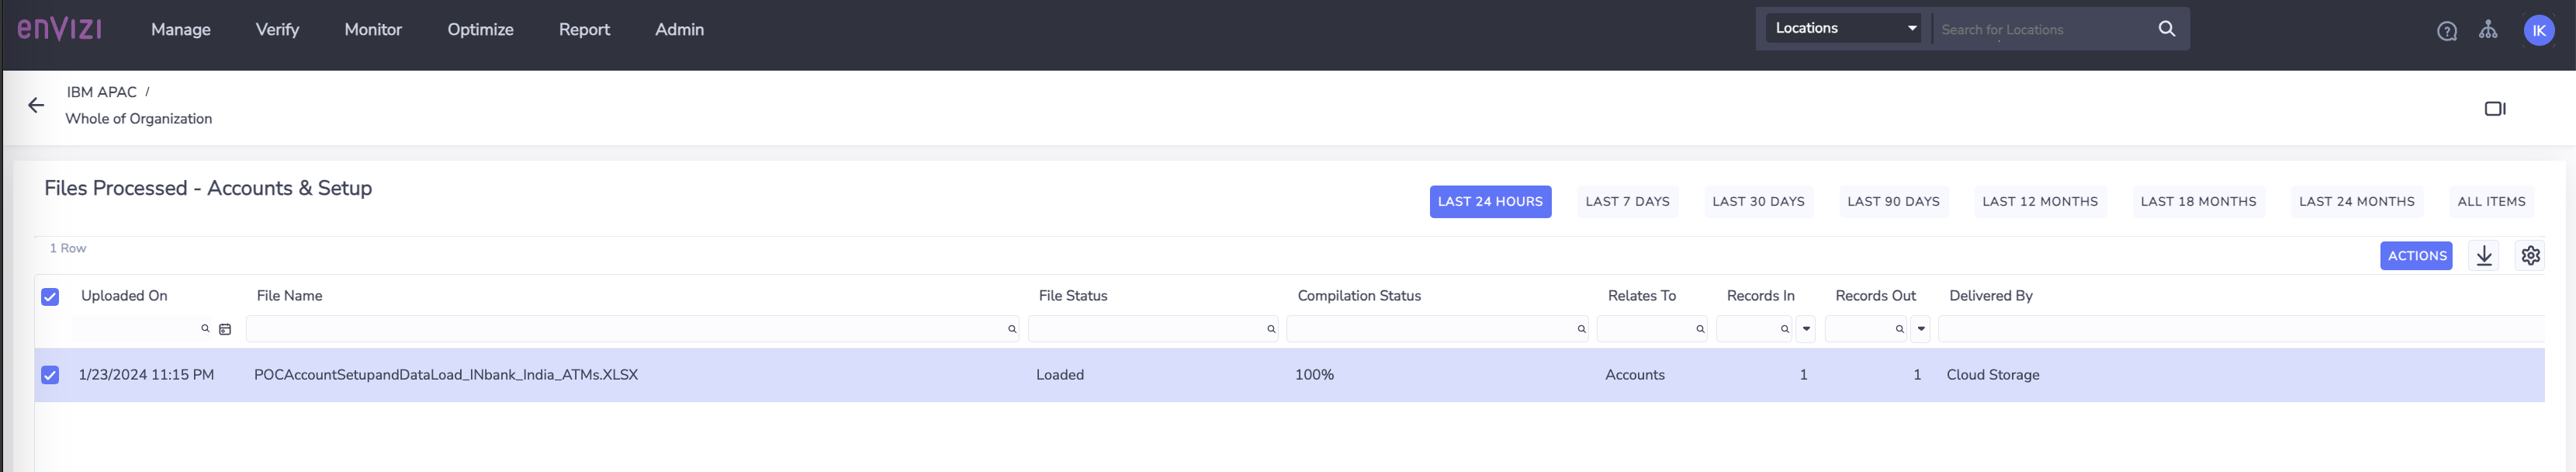 enVIZI Manage Verify Monitor Optimize Report Admin Locations Search for Locations ? IK
IBM APAC /
Whole of Organization
Files Processed - Accounts & Setup
LAST 24 HOURS LAST 7 DAYS LAST 30 DAYS LAST 90 DAYS LAST 12 MONTHS LAST 18 MONTHS LAST 24 MONTHS ALL ITEMS
1 Row
ACTIONS
Uploaded On File Name File Status Compilation Status Relates To Records In Records Out Delivered By
1/23/2024 11:15 PM POCAccountSetupandDataLoad_INbank_India_ATMs.XLSX Loaded 100% Accounts 1 1 Cloud Storage